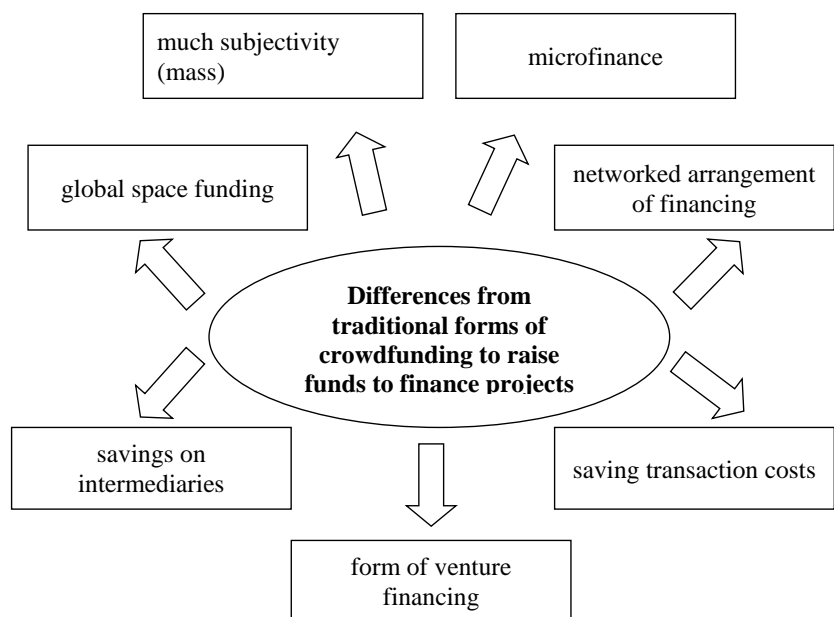 much subjectivity
(mass)
microfinance
global space funding
networked arrangement
of financing
Differences from
traditional forms of
crowdfunding to raise
funds to finance projects
savings on
intermediaries
saving transaction costs
form of venture
financing